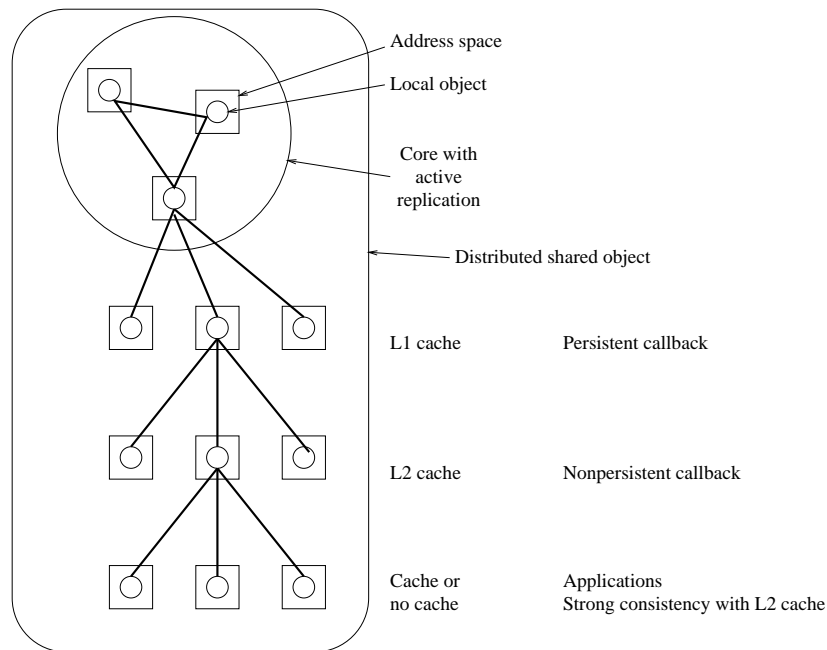 Address space
Local object
Core with
active
replication
Distributed shared object
L1 cache
Persistent callback
L2 cache
Nonpersistent callback
Cache or
no cache
Applications
Strong consistency with L2 cache